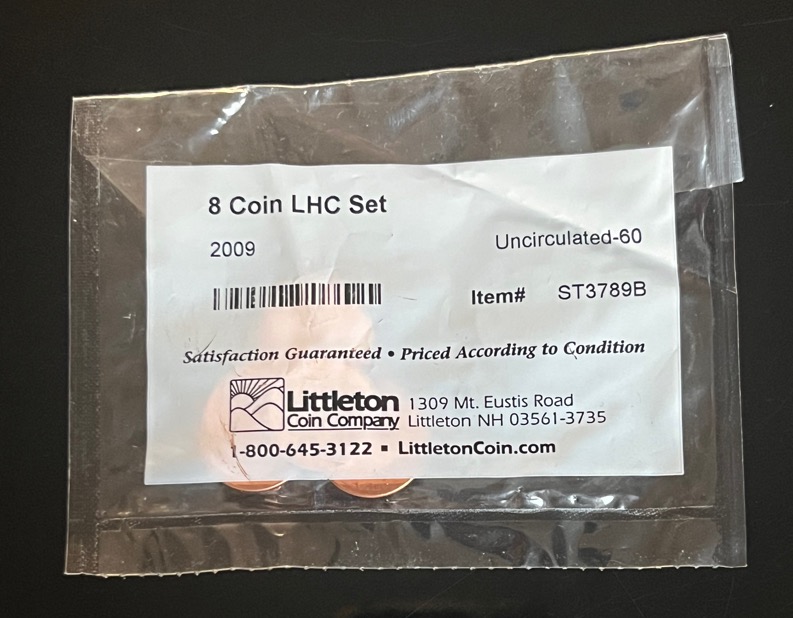 8 Coin LHC Set
2009 Uncirculated-60
Item# ST3789B
Satisfaction Guaranteed • Priced According to Condition
Littleton 1309 Mt. Eustis Road
Coin Company Littleton NH 03561-3735
1-800-645-3122 ▪ LittletonCoin.com